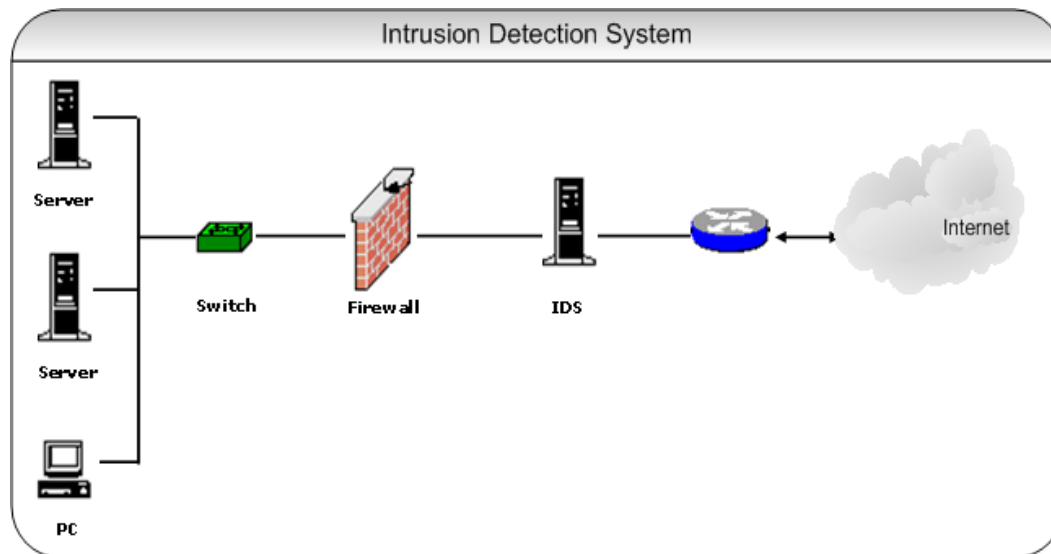 Intrusion Detection System
Server
Server
PC
Switch
Firewall
IDS
Internet